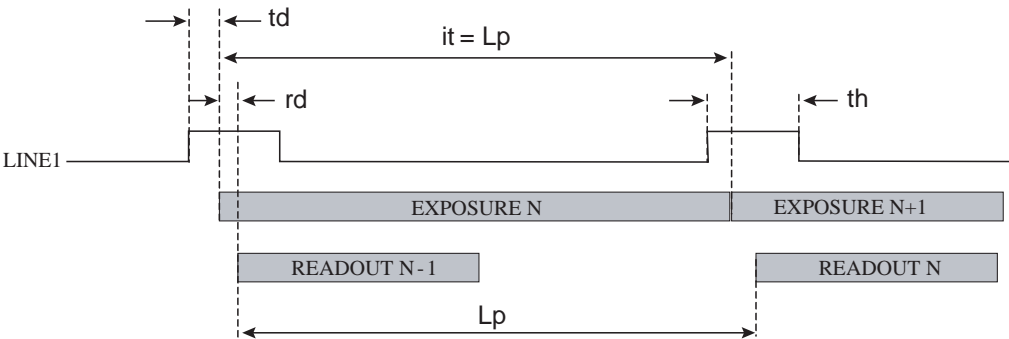 td
it = Lp
rd
th
LINE1
EXPOSURE N
EXPOSURE N+1
READOUT N-1
READOUT N
Lp